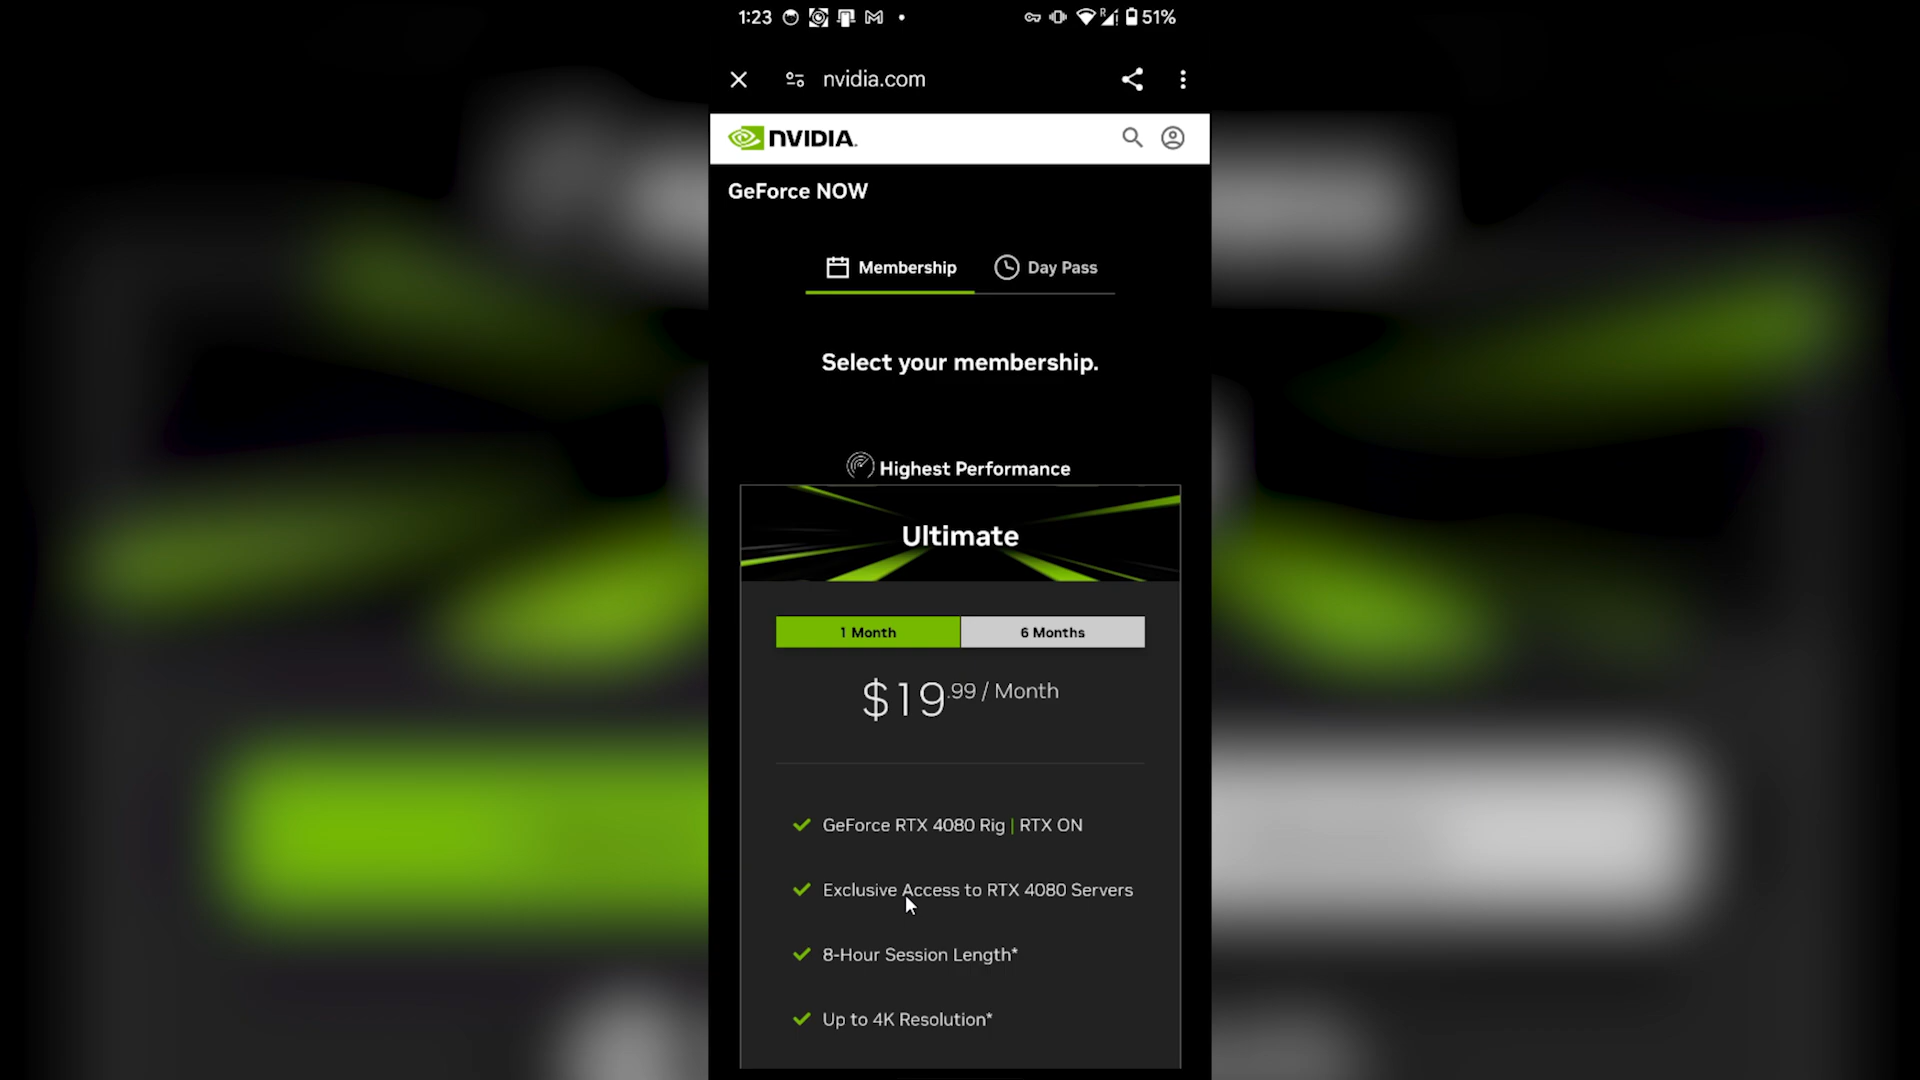 1:23
51%
nvidia.com
NVIDIA.
GeForce NOW
Membership
Day Pass
Select your membership.
Highest Performance
Ultimate
1 Month
6 Months
$19.99 / Month
GeForce RTX 4080 Rig | RTX ON
Exclusive Access to RTX 4080 Servers
8-Hour Session Length*
Up to 4K Resolution*